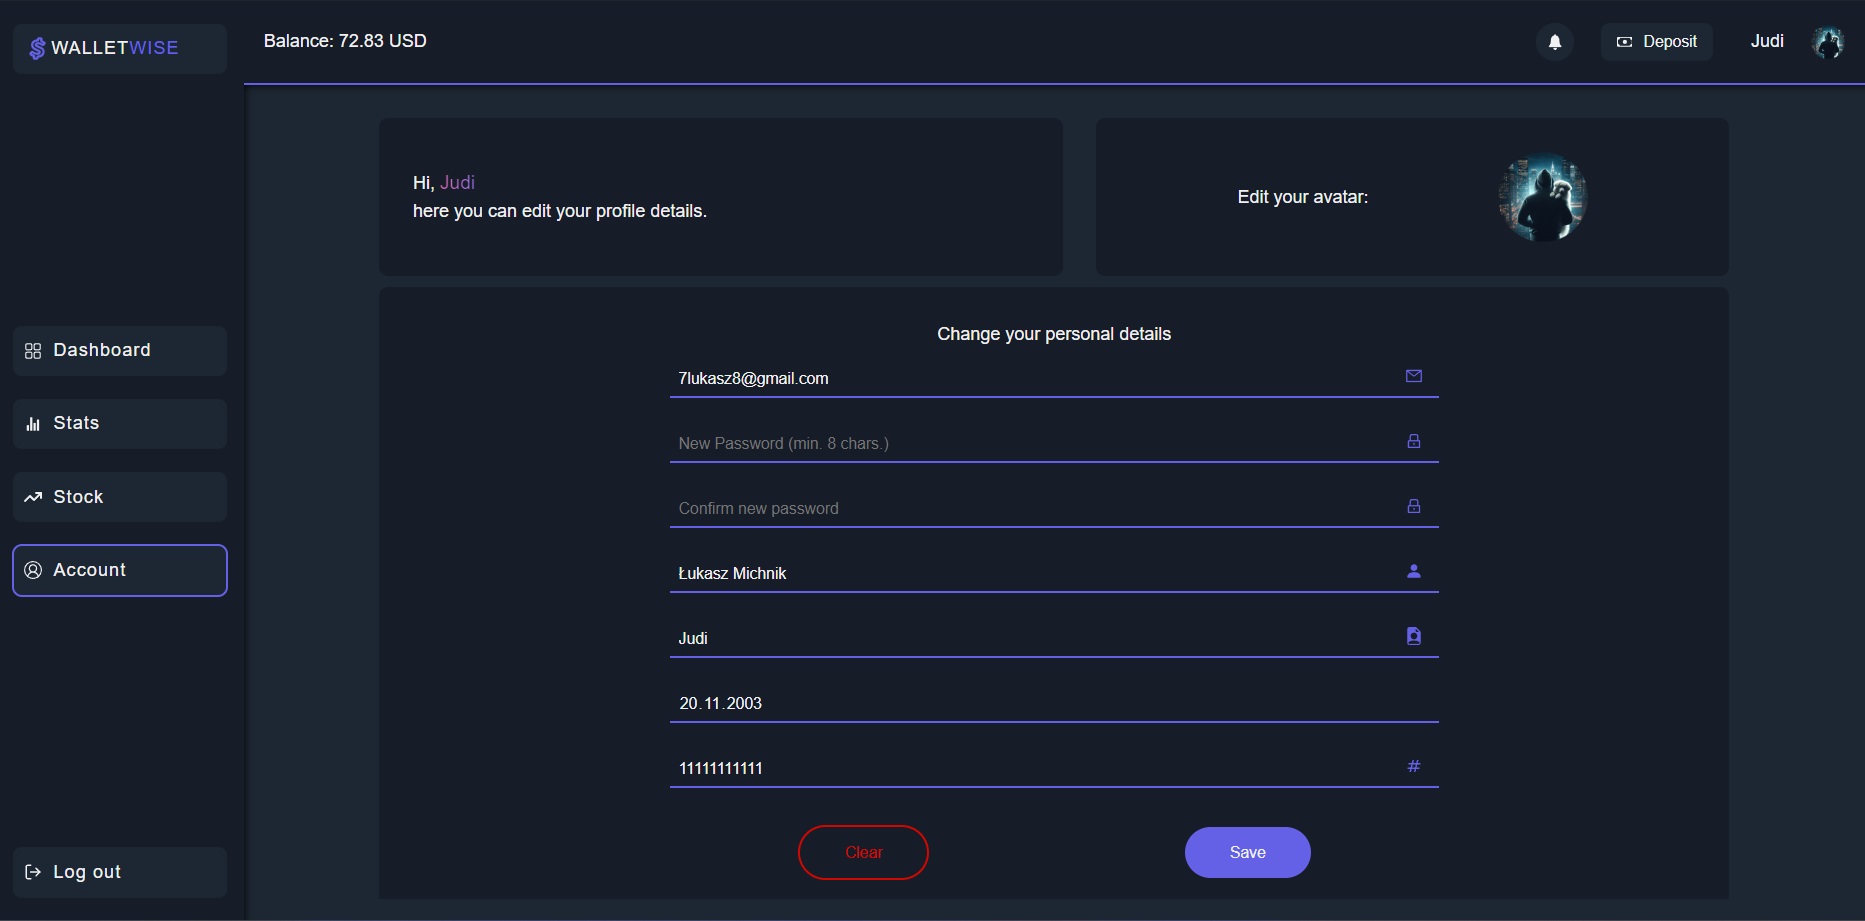 WALLETWISE
Balance: 72.83 USD
Deposit
Judi
Hi, Judi
here you can edit your profile details.
Edit your avatar:
Dashboard
Stats
Stock
Account
Log out
Change your personal details
7lukasz8@gmail.com
New Password (min. 8 chars.)
Confirm new password
Łukasz Michnik
Judi
20.11.2003
11111111111
#
Clear
Save